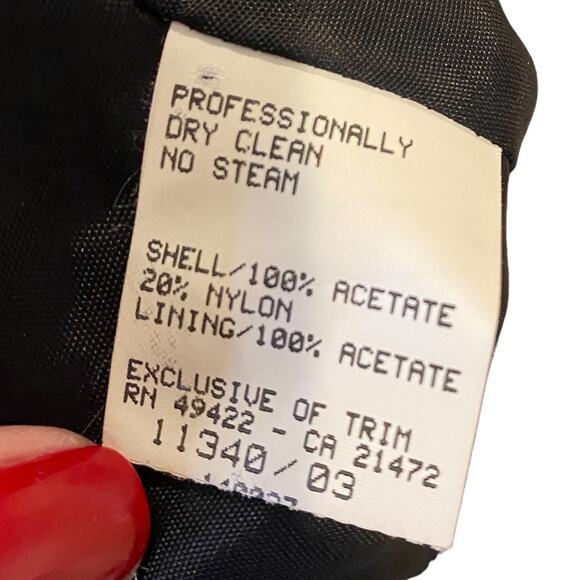 PROFESSIONALLY
DRY CLEAN
NO STEAM
SHELL/100% ACETATE
20% NYLON
LINING/100% ACETATE
EXCLUSIVE OF TRIM
RN 49422 - CA 21472
11340/03